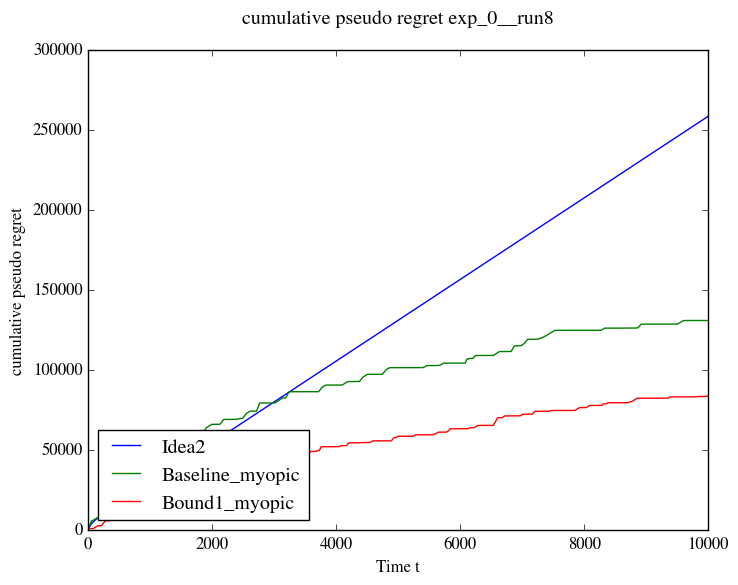 cumulative pseudo regret exp_0__run8
300000
250000
200000
150000
100000
50000
0
cumulative pseudo regret
Idea2
Baseline_myopic
Bound1_myopic
0 2000 4000 6000 8000 10000
Time t